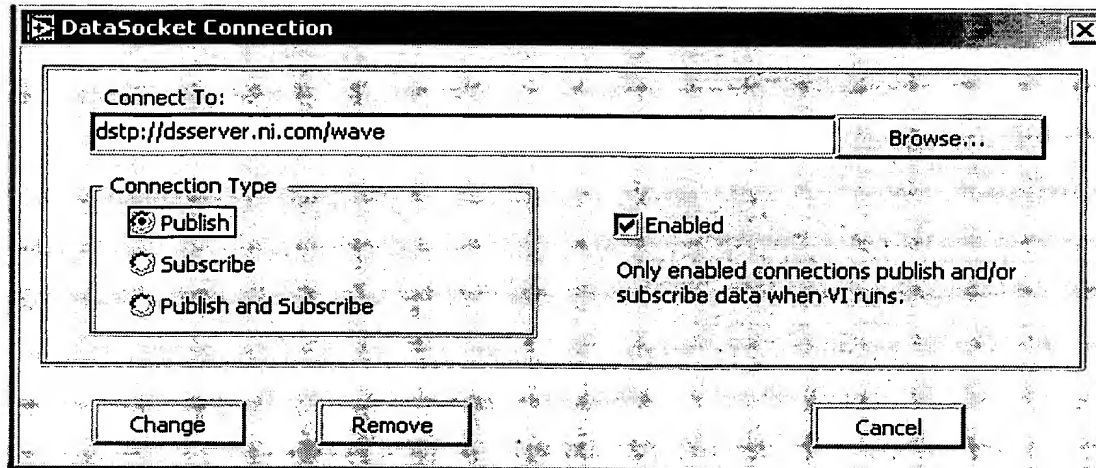 DataSocket Connection
Connect To:
dstp://dsserver.ni.com/wave
Browse...
Connection Type
Publish
Subscribe
Publish and Subscribe
Enabled
Only enabled connections publish and/or
subscribe data when VI runs.
Change
Remove
Cancel